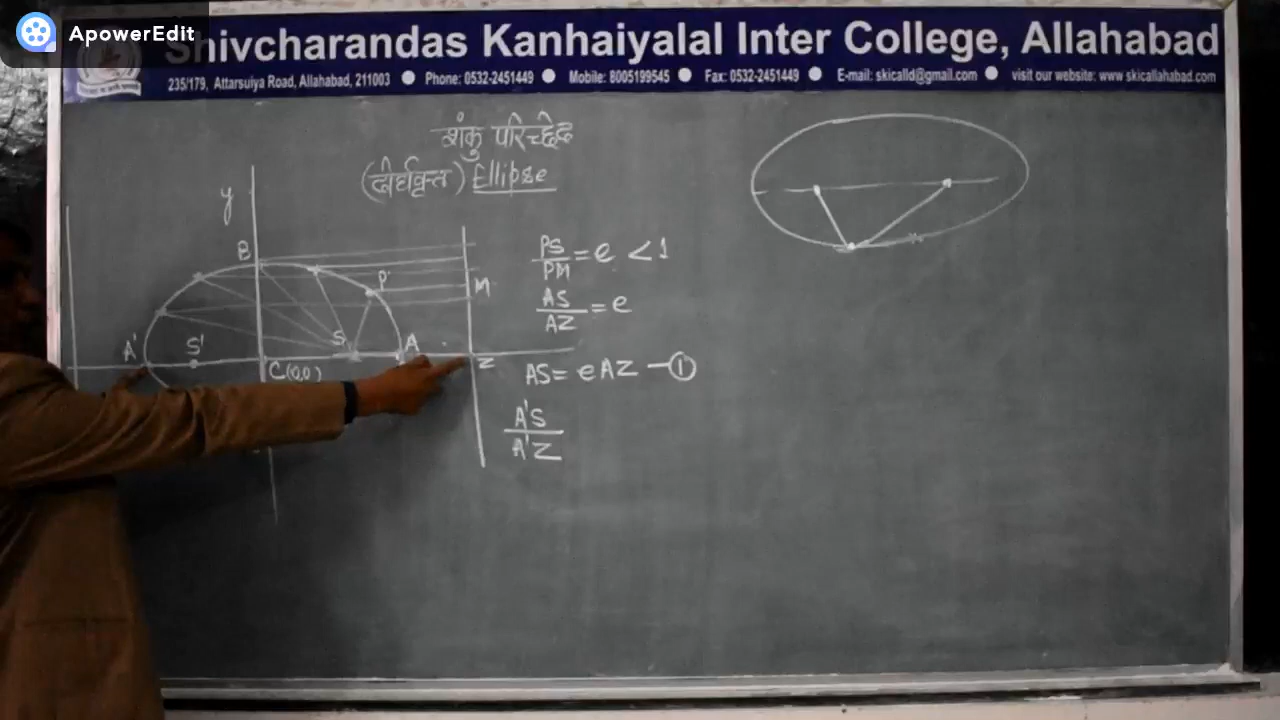 ApowerEdit
Shivcharandas Kanhaiyalal Inter College, Allahabad
235/179, Attarsuiya Road, Allahabad, 211003 ● Phone: 0532-2451449 ● Mobile: 8005199545 ● Fax: 0532-2451449 ● E-mail: skicalld@gmail.com ● visit our website: www.skicallahabad.com
शंकु परिच्छेद
(दीर्घवृत्त) Ellipse
y
B
P
M
A'
S'
S
A
C(0,0)
Z
PS/PM = e < 1
AS/AZ = e
AS = eAZ —①
A'S/A'Z